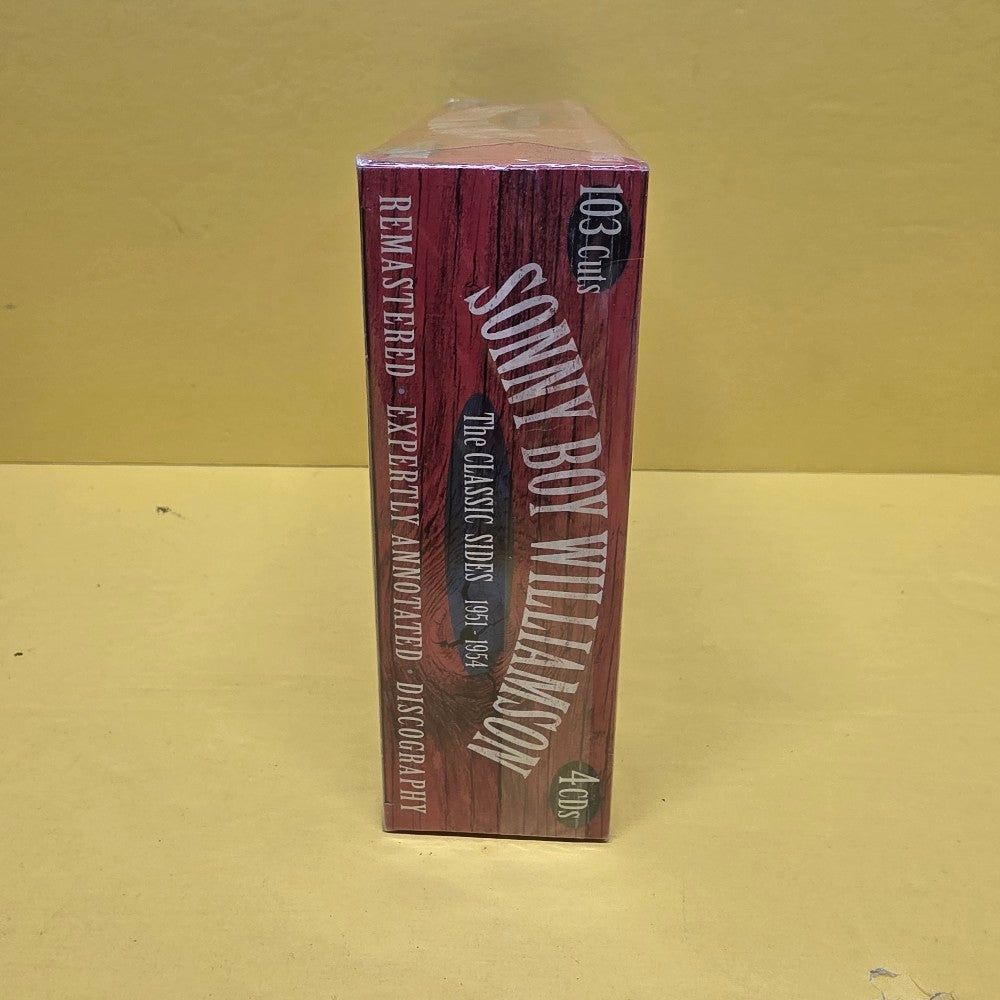 103 Cuts
SONNY BOY WILLIAMSON
4 CDs
The CLASSIC SIDES 1951-1954
REMASTERED · EXPERTLY ANNOTATED · DISCOGRAPHY